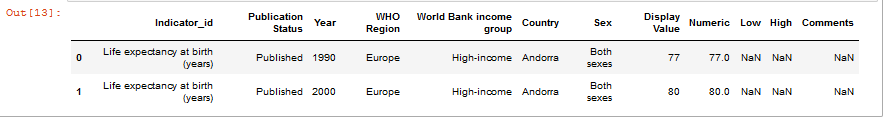 Out[13]:
Indicator_id Publication Status Year WHO Region World Bank income group Country Sex Display Value Numeric Low High Comments
0 Life expectancy at birth (years) Published 1990 Europe High-income Andorra Both sexes 77 77.0 NaN NaN NaN
1 Life expectancy at birth (years) Published 2000 Europe High-income Andorra Both sexes 80 80.0 NaN NaN NaN